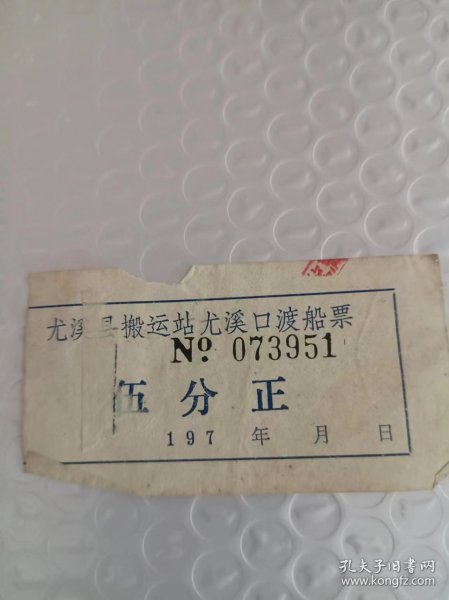 尤溪县搬运站尤溪口渡船票
No. 073951
伍分正
197 年 月 日
孔夫子旧书网
www.kongfz.com